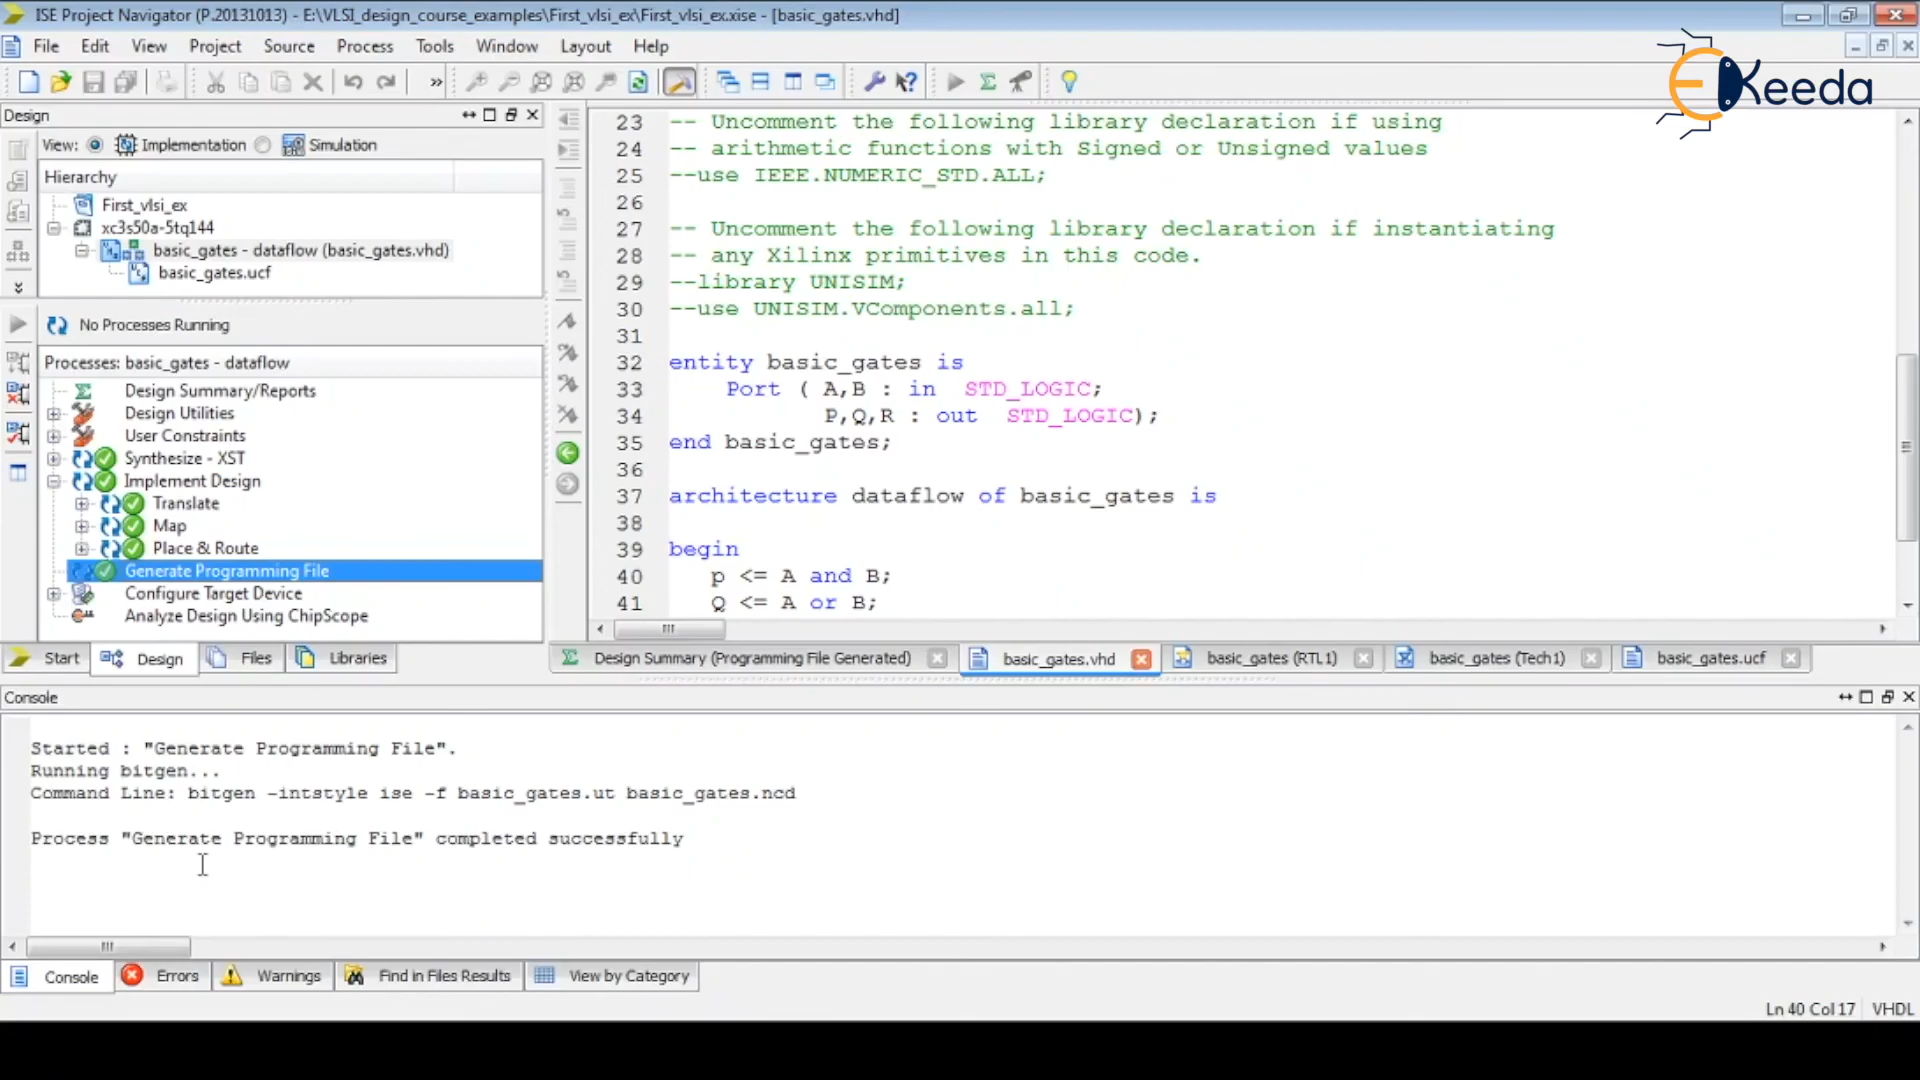 ISE Project Navigator (P.20131013) - E:\VLSI_design_course_examples\First_vlsi_ex\First_vlsi_ex.xise - [basic_gates.vhd]
File Edit View Project Source Process Tools Window Layout Help
EKeeda
Design
View: Implementation Simulation
Hierarchy
First_vlsi_ex
xc3s50a-5tq144
basic_gates - dataflow (basic_gates.vhd)
basic_gates.ucf
No Processes Running
Processes: basic_gates - dataflow
Design Summary/Reports
Design Utilities
User Constraints
Synthesize - XST
Implement Design
Translate
Map
Place & Route
Generate Programming File
Configure Target Device
Analyze Design Using ChipScope
Start Design Files Libraries
23 -- Uncomment the following library declaration if using
24 -- arithmetic functions with Signed or Unsigned values
25 --use IEEE.NUMERIC_STD.ALL;
26
27 -- Uncomment the following library declaration if instantiating
28 -- any Xilinx primitives in this code.
29 --library UNISIM;
30 --use UNISIM.VComponents.all;
31
32 entity basic_gates is
33 Port ( A,B : in STD_LOGIC;
34 P,Q,R : out STD_LOGIC);
35 end basic_gates;
36
37 architecture dataflow of basic_gates is
38
39 begin
40 p <= A and B;
41 Q <= A or B;
Design Summary (Programming File Generated) basic_gates.vhd basic_gates (RTL1) basic_gates (Tech1) basic_gates.ucf
Console
Started : "Generate Programming File".
Running bitgen...
Command Line: bitgen -intstyle ise -f basic_gates.ut basic_gates.ncd
Process "Generate Programming File" completed successfully
Console Errors Warnings Find in Files Results View by Category
Ln 40 Col 17 VHDL